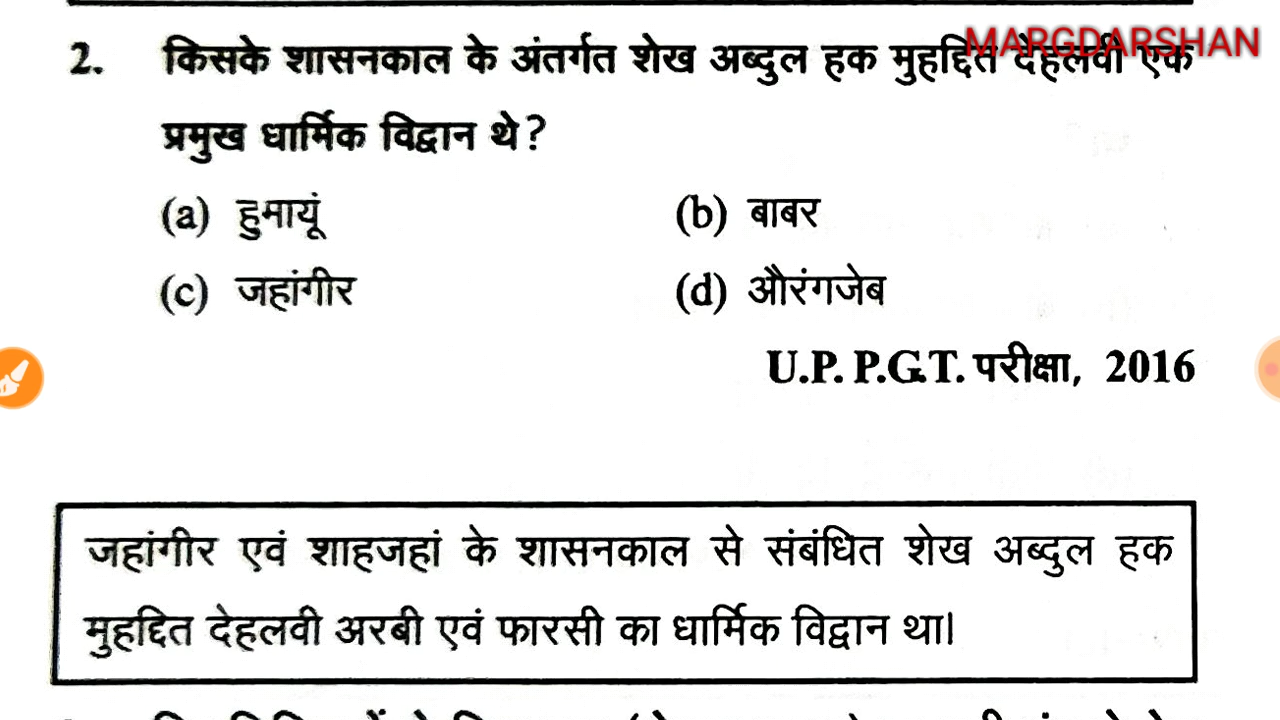 MARGDARSHAN
2. किसके शासनकाल के अंतर्गत शेख अब्दुल हक मुहद्दित देहलवी एक
प्रमुख धार्मिक विद्वान थे?
(a) हुमायूं (b) बाबर
(c) जहांगीर (d) औरंगजेब
U.P. P.G.T. परीक्षा, 2016
जहांगीर एवं शाहजहां के शासनकाल से संबंधित शेख अब्दुल हक
मुहद्दित देहलवी अरबी एवं फारसी का धार्मिक विद्वान था।